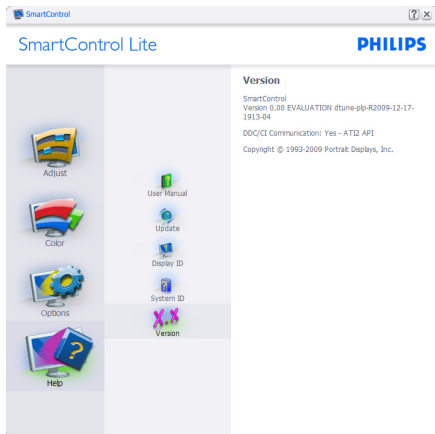 SmartControl
SmartControl Lite
PHILIPS
Adjust
Color
Options
Help
User Manual
Update
Display ID
System ID
X.X
Version
Version
SmartControl
Version 0.00 EVALUATION dtune-plp-R2009-12-17-
1913-04
DDC/CI Communication: Yes - ATI2 API
Copyright © 1993-2009 Portrait Displays, Inc.